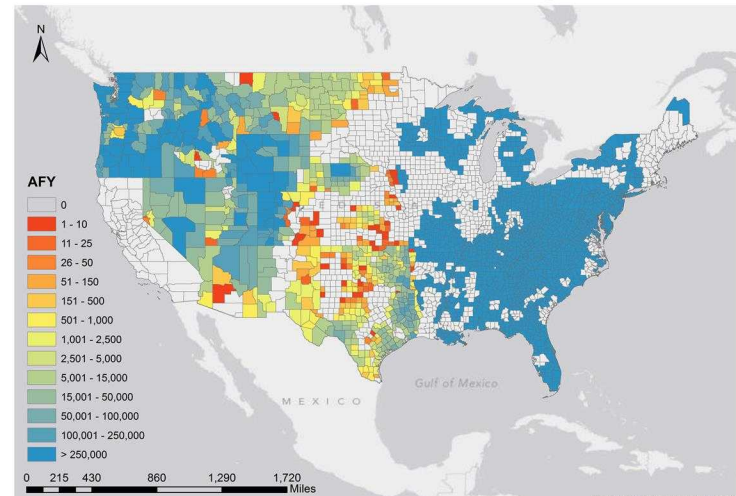 N
AFY
0
1 - 10
11 - 25
26 - 50
51 - 150
151 - 500
501 - 1,000
1,001 - 2,500
2,501 - 5,000
5,001 - 15,000
15,001 - 50,000
50,001 - 100,000
100,001 - 250,000
> 250,000
Gulf of Mexico
MEXICO
0 215 430 860 1,290 1,720
Miles